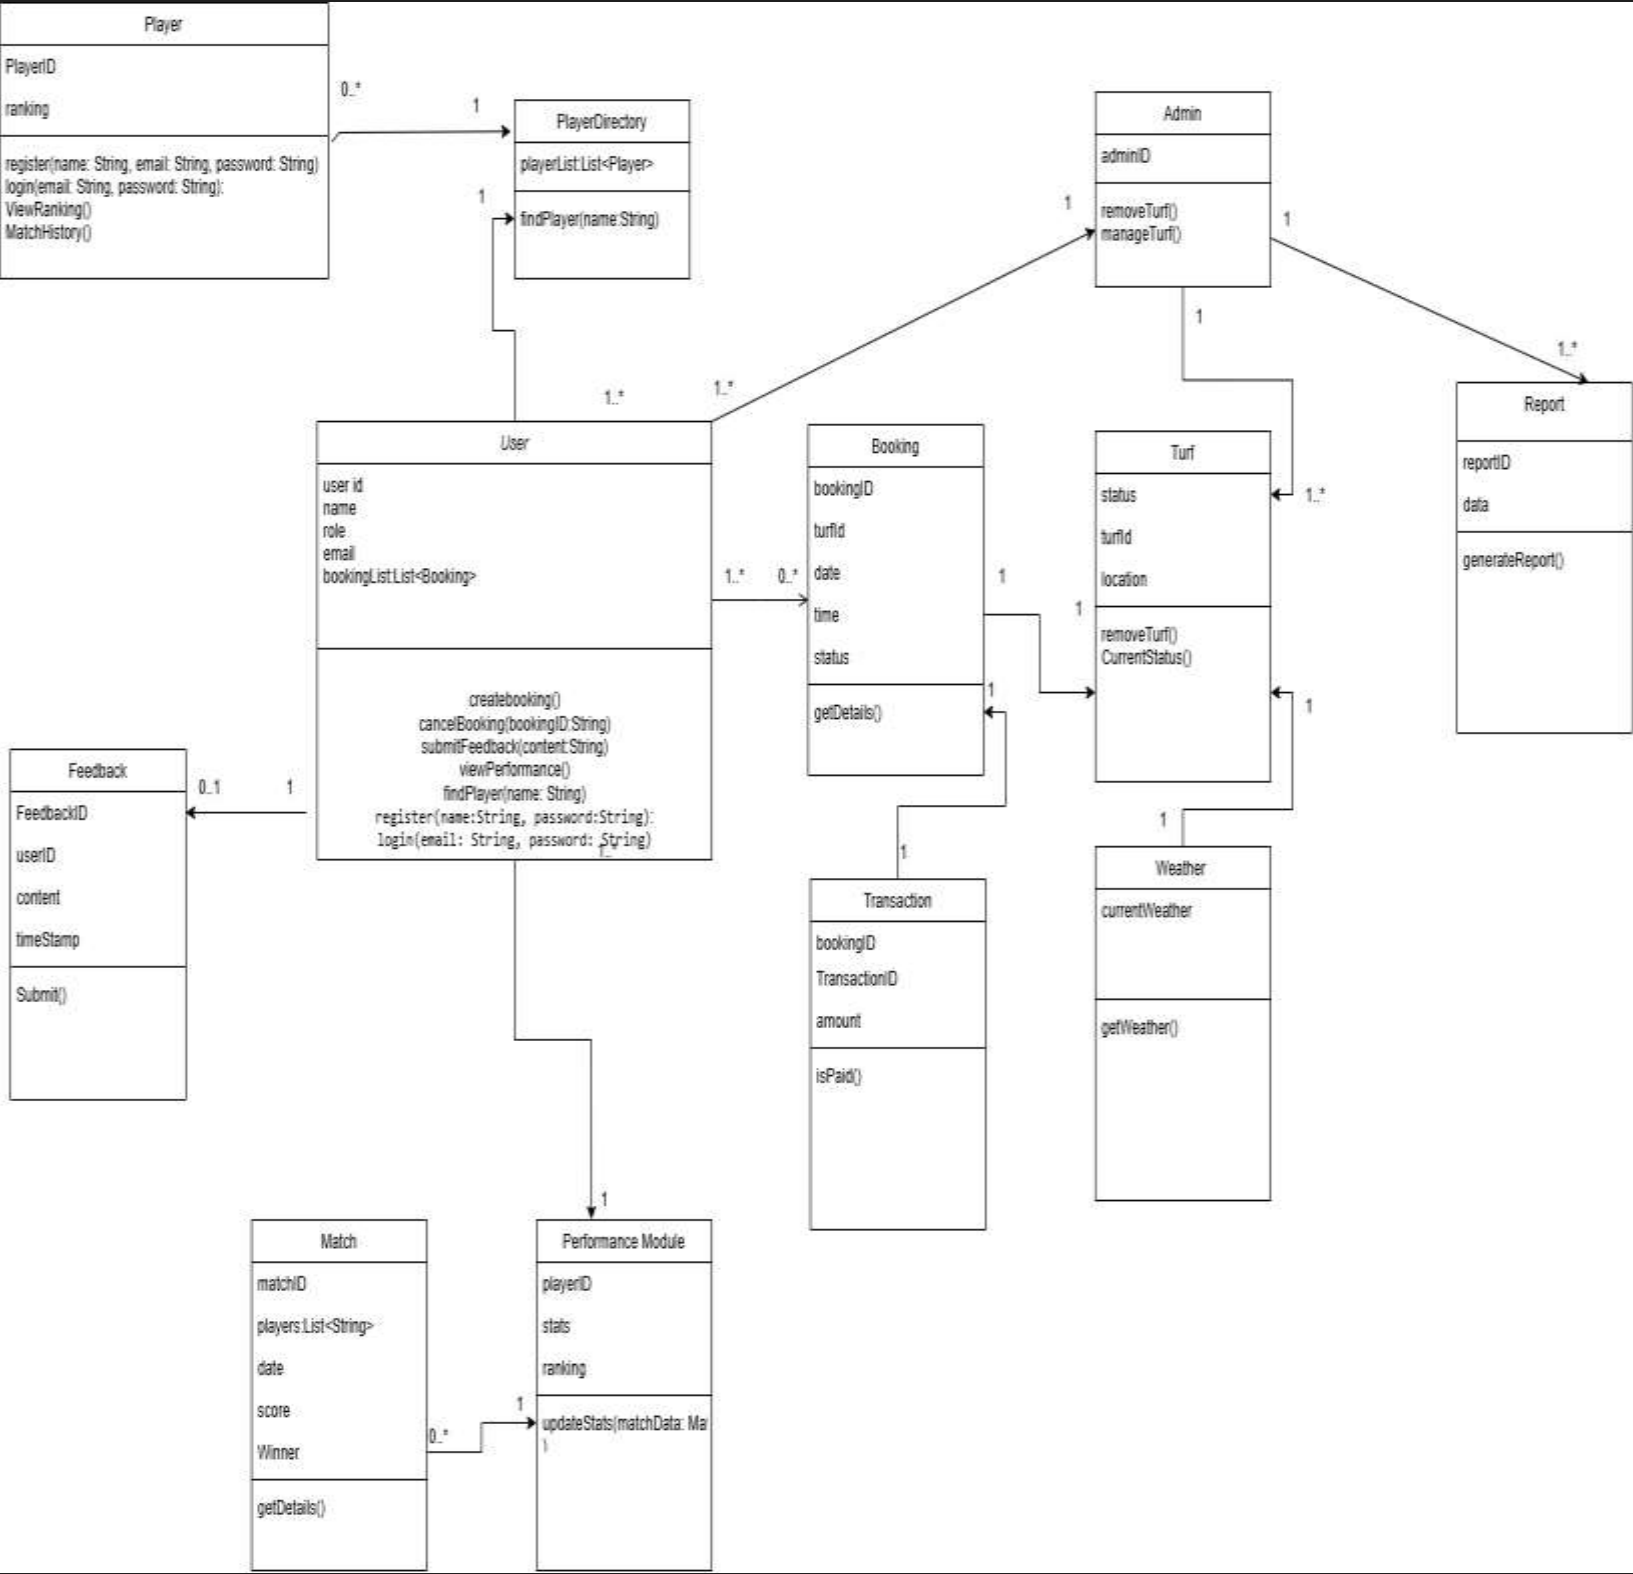 Player
PlayerID
ranking
register(name: String, email: String, password: String)
login(email: String, password: String):
ViewRanking()
MatchHistory()
0..*
1
PlayerDirectory
playerList:List<Player>
findPlayer(name:String)
1
Admin
adminID
removeTurf()
manageTurf()
1
1
1
1..*
Report
reportID
data
generateReport()
1..*
1..*
User
user id
name
role
email
bookingList:List<Booking>
createbooking()
cancelBooking(bookingID:String)
submitFeedback(content:String)
viewPerformance()
findPlayer(name: String)
register(name:String, password:String):
login(email: String, password: String)
1..*
0..*
Booking
bookingID
turfId
date
time
status
getDetails()
1
1
1
Turf
status
turfId
location
removeTurf()
CurrentStatus()
1..*
1
Feedback
FeedbackID
userID
content
timeStamp
Submit()
0..1
1
1
Transaction
bookingID
TransactionID
amount
isPaid()
1
Weather
currentWeather
getWeather()
Match
matchID
players:List<String>
date
score
Winner
getDetails()
0..*
1
1
Performance Module
playerID
stats
ranking
updateStats(matchData: Ma
)